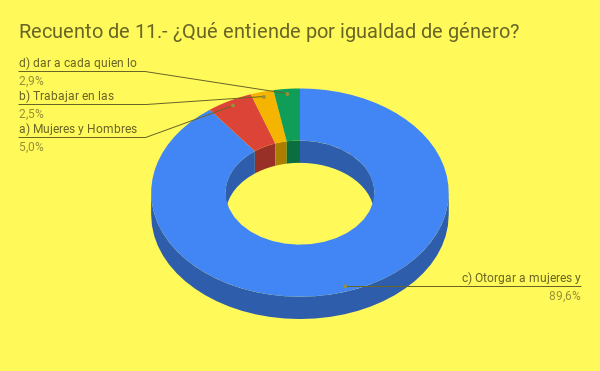 Recuento de 11.- ¿Qué entiende por igualdad de género?
d) dar a cada quien lo
2,9%
b) Trabajar en las
2,5%
a) Mujeres y Hombres
5,0%
c) Otorgar a mujeres y
89,6%